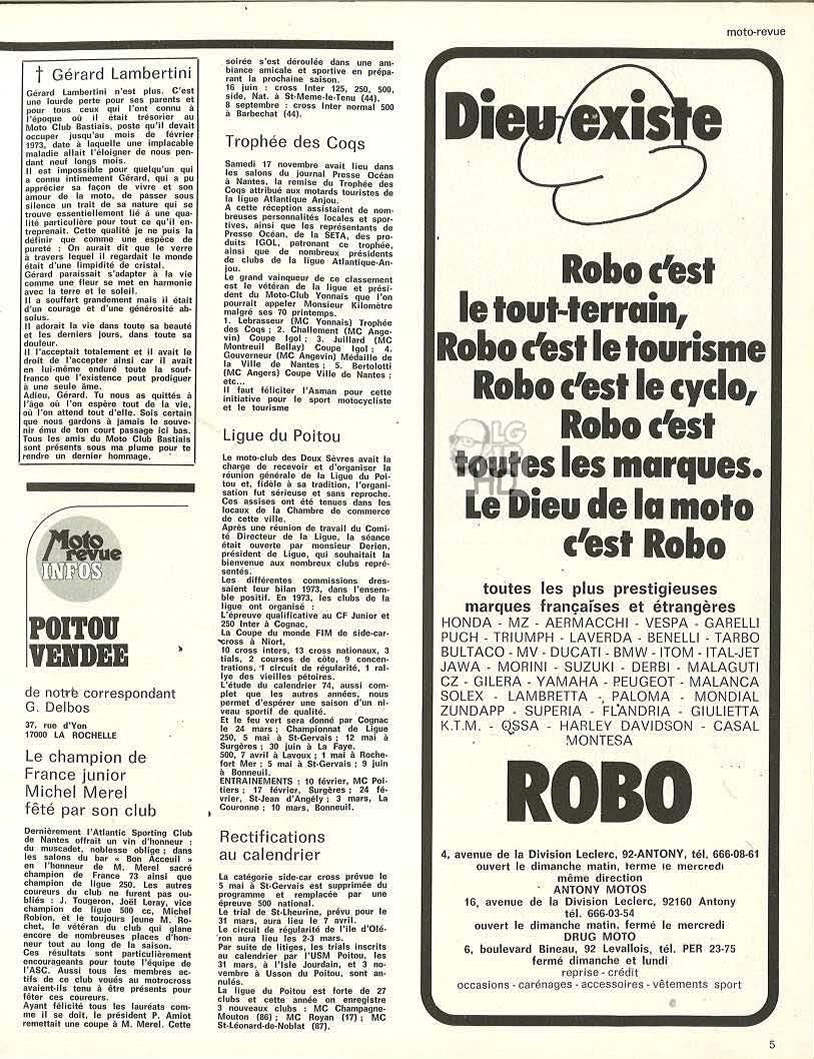 moto-revue
† Gérard Lambertini
Gérard Lambertini n'est plus. C'est
une lourde perte pour ses parents et
pour tous ceux qui l'ont connu à
l'époque où il était trésorier au
Moto Club Bastiais, poste qu'il devait
occuper jusqu'au mois de février
1973, date à laquelle une implacable
maladie allait l'éloigner de nous pen-
dant neuf longs mois.
Il est impossible pour quelqu'un qui
a connu intimement Gérard, qui a pu
apprécier sa façon de vivre et son
amour de la moto, de passer sous
silence un trait de sa nature qui se
trouve essentiellement lié à une qua-
lité particulière pour tout ce qu'il en-
treprenait. Cette qualité je ne puis la
définir que comme une espèce de
pureté : On aurait dit que le verre
à travers lequel il regardait le monde
était d'une limpidité de cristal.
Gérard paraissait s'adapter à la vie
comme une fleur se met en harmonie
avec la terre et le soleil.
Il a souffert grandement mais il était
d'un courage et d'une générosité ab-
solus.
Il adorait la vie dans toute sa beauté
et les derniers jours, dans toute sa
douleur.
Il l'acceptait totalement et il avait le
droit de l'accepter ainsi car il avait
en lui-même enduré toute la souf-
france que l'existence peut prodiguer
à une seule âme.
Adieu, Gérard. Tu nous as quittés à
l'âge où l'on espère tout de la vie,
où l'on attend tout d'elle. Sois certain
que nous gardons à jamais le souve-
nir ému de ton court passage ici bas.
Tous les amis du Moto Club Bastiais
sont présents sous ma plume pour te
rendre un dernier hommage.
Moto
revue
INFOS
POITOU
VENDEE
de notre correspondant
G. Delbos
37, rue d'Yon
17000 LA ROCHELLE
Le champion de
France junior
Michel Merel
fêté par son club
Dernièrement l'Atlantic Sporting Club
de Nantes offrait un vin d'honneur :
du muscadet, noblesse oblige ; dans
les salons du bar « Bon Acceuil »
en l'honneur de M. Merel sacré
champion de France 73 ainsi que
champion de ligue 250. Les autres
coureurs du club ne furent pas ou-
bliés : J. Tougeron, Joël Leray, vice
champion de ligue 500 cc, Michel
Robion, et le toujours jeune M. Ro-
chet, le vétéran du club qui glane
encore de nombreuses places d'hon-
neur tout au long de la saison.
Ces résultats sont particulièrement
encourageants pour toute l'équipe de
l'ASC. Aussi tous les membres ac-
tifs de ce club voués au motocross
avaient-ils tenu à être présents pour
fêter ces coureurs.
Ayant félicité tous les lauréats com-
me il se doit, le président P. Amiot
remettait une coupe à M. Merel. Cette
soirée s'est déroulée dans une am-
biance amicale et sportive en prépa-
rant la prochaine saison.
16 juin : cross Inter 125, 250, 500,
side, Nat. à St-Meme-le-Tenu (44).
8 septembre : cross Inter normal 500
à Barbechat (44).
Trophée des Coqs
Samedi 17 novembre avait lieu dans
les salons du journal Presse Océan
à Nantes, la remise du Trophée des
Coqs attribué aux motards touristes de
la ligue Atlantique Anjou.
A cette réception assistaient de nom-
breuses personnalités locales et spor-
tives, ainsi que les représentants de
Presse Océan, de la SETA, des pro-
duits IGOL, patronant ce trophée,
ainsi que de nombreux présidents
de clubs de la ligue Atlantique-An-
jou.
Le grand vainqueur de ce classement
est le vétéran de la ligue et prési-
dent du Moto-Club Yonnais que l'on
pourrait appeler Monsieur Kilomètre
malgré ses 70 printemps.
1. Lebrasseur (MC Yonnais) Trophée
des Coqs ; 2. Challement (MC Ange-
vin) Coupe Igol ; 3. Juillard (MC
Montreuil Bellay) Coupe Igol : 4.
Gouverneur (MC Angevin) Médaille de
la Ville de Nantes ; 5. Bertolotti
(MC Angers) Coupe Ville de Nantes ;
etc...
Il faut féliciter l'Asman pour cette
initiative pour le sport motocycliste
et le tourisme
Ligue du Poitou
Le moto-club des Deux Sèvres avait la
charge de recevoir et d'organiser la
réunion générale de la Ligue du Poi-
tou et, fidèle à sa tradition, l'organi-
sation fut sérieuse et sans reproche.
Ces assises ont été tenues dans les
locaux de la Chambre de commerce
de cette ville.
Après une réunion de travail du Comi-
té Directeur de la Ligue, la séance
était ouverte par monsieur Derien,
président de Ligue, qui souhaitait la
bienvenue aux nombreux clubs repré-
sentés.
Les différentes commissions dres-
saient leur bilan 1973, dans l'ensem-
ble positif. En 1973, les clubs de la
ligue ont organisé :
L'épreuve qualificative au CF Junior et
250 Inter à Cognac,
La Coupe du monde FIM de side-car-
cross à Niort,
10 cross inters, 13 cross nationaux, 3
tials, 2 courses de côte, 9 concen-
trations, 1 circuit de régularité, 1 ral-
lye des vieilles pétoires.
L'étude du calendrier 74, aussi com-
plet que les autres années, nous
permet d'espérer une saison d'un ni-
veau sportif de qualité.
Et le feu vert sera donné par Cognac
le 24 mars ; Championnat de Ligue
250, 5 mai à St-Gervais ; 12 mai à
Surgères ; 30 juin à La Faye.
500, 7 avril à Lavoux ; 1 mai à Roche-
fort Mer : 5 mai à St-Gervais ; 9 juin
à Bonneuil.
ENTRAINEMENTS : 10 février, MC Poi-
tiers ; 17 février, Surgères ; 24 fé-
vrier, St-Jean d'Angély ; 3 mars, La
Couronne ; 10 mars, Bonneuil.
Rectifications
au calendrier
La catégorie side-car cross prévue le
5 mai à St-Gervais est supprimée du
programme et remplacée par une
épreuve 500 national.
Le trial de St-Lheurine, prévu pour le
31 mars, aura lieu le 7 avril.
Le circuit de régularité de l'île d'Olé-
ron aura lieu les 2-3 mars.
Par suite de litiges, les trials inscrits
au calendrier par l'USM Poitou, les
31 mars, à l'Isle Jourdain, et 3 no-
vembre à Usson du Poitou, sont an-
nulés.
La ligue du Poitou est forte de 27
clubs et cette année on enregistre
3 nouveaux clubs : MC Champagne-
Mouton (86) ; MC Royan (17) ; MC
St-Léonard-de-Noblat (87).
Dieu existe
Robo c'est
le tout-terrain,
Robo c'est le tourisme
Robo c'est le cyclo,
Robo c'est
toutes les marques.
Le Dieu de la moto
c'est Robo
toutes les plus prestigieuses
marques françaises et étrangères
HONDA - MZ - AERMACCHI - VESPA - GARELLI
PUCH - TRIUMPH - LAVERDA - BENELLI - TARBO
BULTACO - MV - DUCATI - BMW - ITOM - ITAL-JET
JAWA - MORINI - SUZUKI - DERBI - MALAGUTI
CZ - GILERA - YAMAHA - PEUGEOT - MALANCA
SOLEX - LAMBRETTA - PALOMA - MONDIAL
ZUNDAPP - SUPERIA - FLANDRIA - GIULIETTA
K.T.M. - OSSA - HARLEY DAVIDSON - CASAL
MONTESA
ROBO
4, avenue de la Division Leclerc, 92-ANTONY, tél. 666-08-61
ouvert le dimanche matin, fermé le mercredi
même direction
ANTONY MOTOS
16, avenue de la Division Leclerc, 92160 Antony
tél. 666-03-54
ouvert le dimanche matin, fermé le mercredi
DRUG MOTO
6, boulevard Bineau, 92 Levallois, tél. PER 23-75
fermé dimanche et lundi
reprise - crédit
occasions - carénages - accessoires - vêtements sport
5